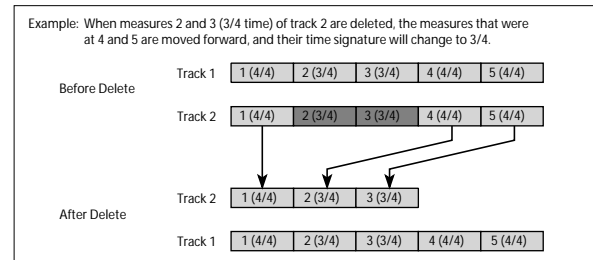 Example: When measures 2 and 3 (3/4 time) of track 2 are deleted, the measures that were
at 4 and 5 are moved forward, and their time signature will change to 3/4.
Track 1 1 (4/4) 2 (3/4) 3 (3/4) 4 (4/4) 5 (4/4)
Before Delete
Track 2 1 (4/4) 2 (3/4) 3 (3/4) 4 (4/4) 5 (4/4)
Track 2 1 (4/4) 2 (3/4) 3 (3/4)
After Delete
Track 1 1 (4/4) 2 (3/4) 3 (3/4) 4 (4/4) 5 (4/4)